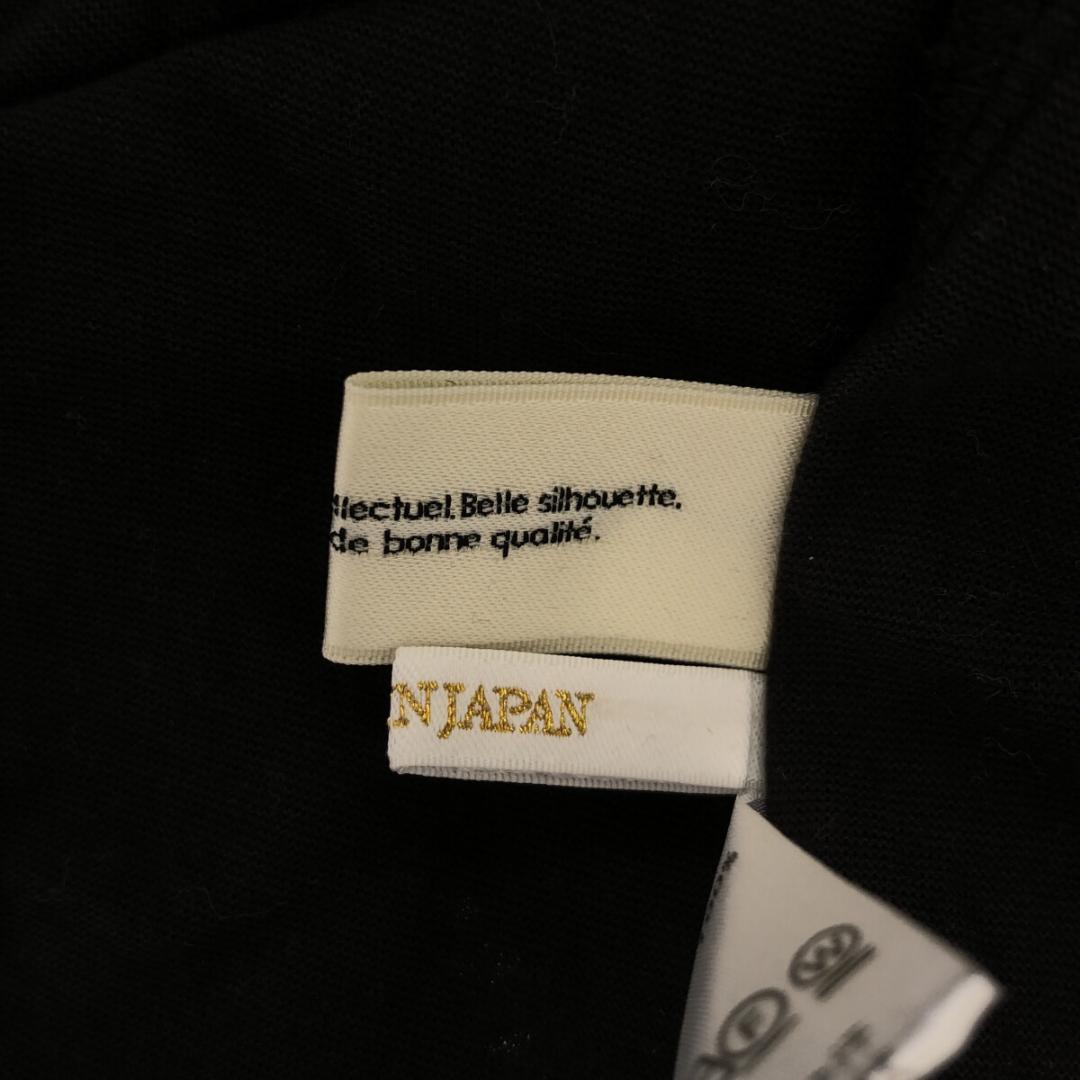 llectuel. Belle silhouette.
de bonne qualité.
N JAPAN
W
F